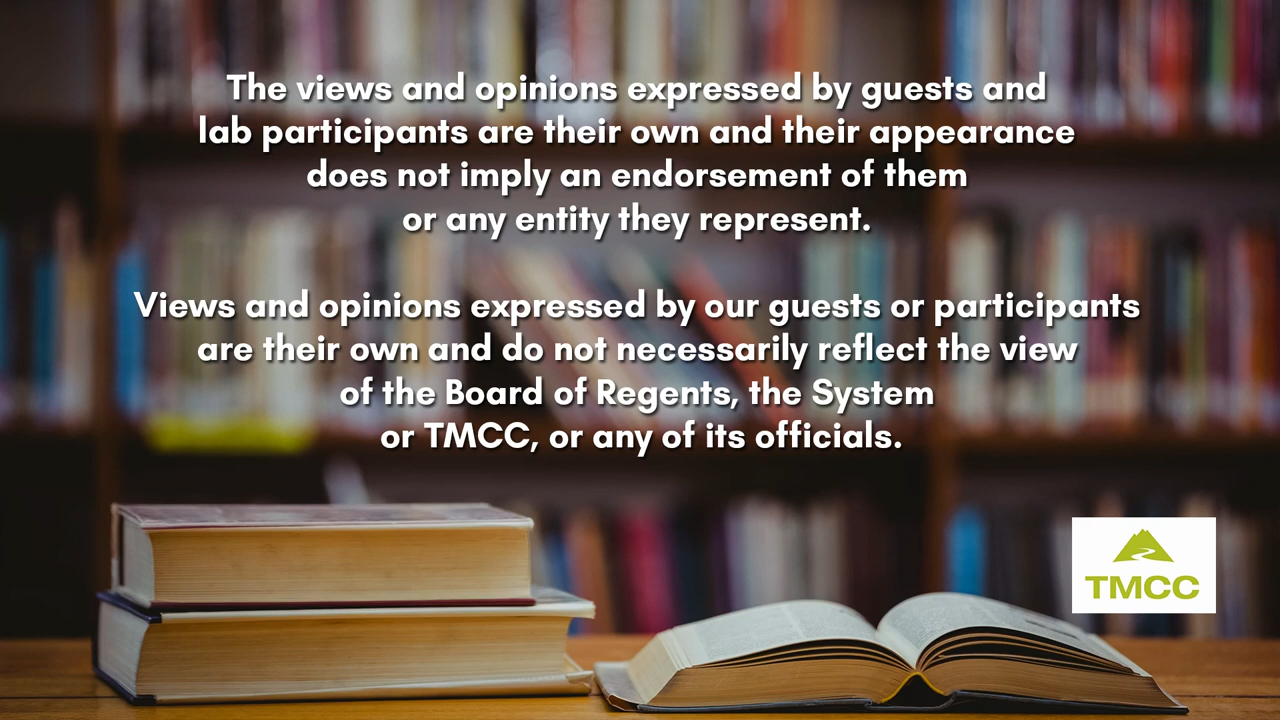 The views and opinions expressed by guests and
lab participants are their own and their appearance
does not imply an endorsement of them
or any entity they represent.
Views and opinions expressed by our guests or participants
are their own and do not necessarily reflect the view
of the Board of Regents, the System
or TMCC, or any of its officials.
TMCC